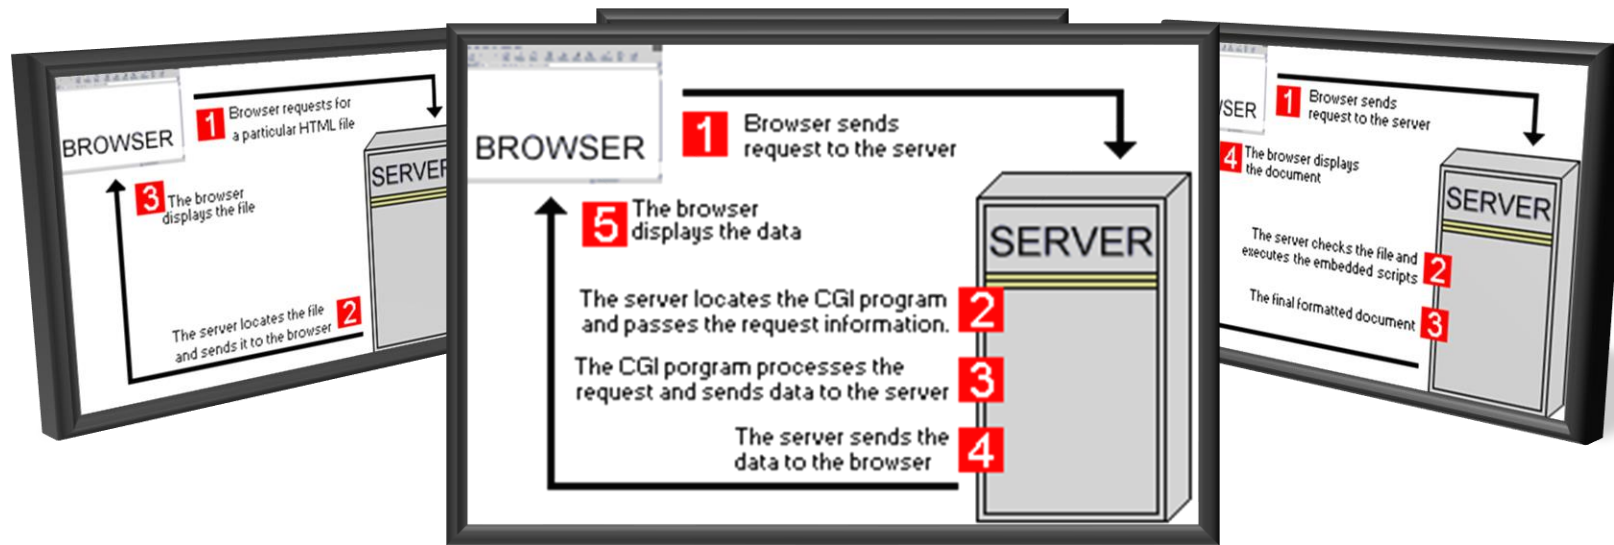 BROWSER
1 Browser requests for
a particular HTML file
SERVER
3 The browser
displays the file
The server locates the file 2
and sends it to the browser
BROWSER
1 Browser sends
request to the server
5 The browser
displays the data
SERVER
The server locates the CGI program 2
and passes the request information.
The CGI porgram processes the 3
request and sends data to the server
The server sends the 4
data to the browser
1 Browser sends
request to the server
4 The browser displays
the document
SERVER
The server checks the file and
executes the embedded scripts 2
The final formatted document 3